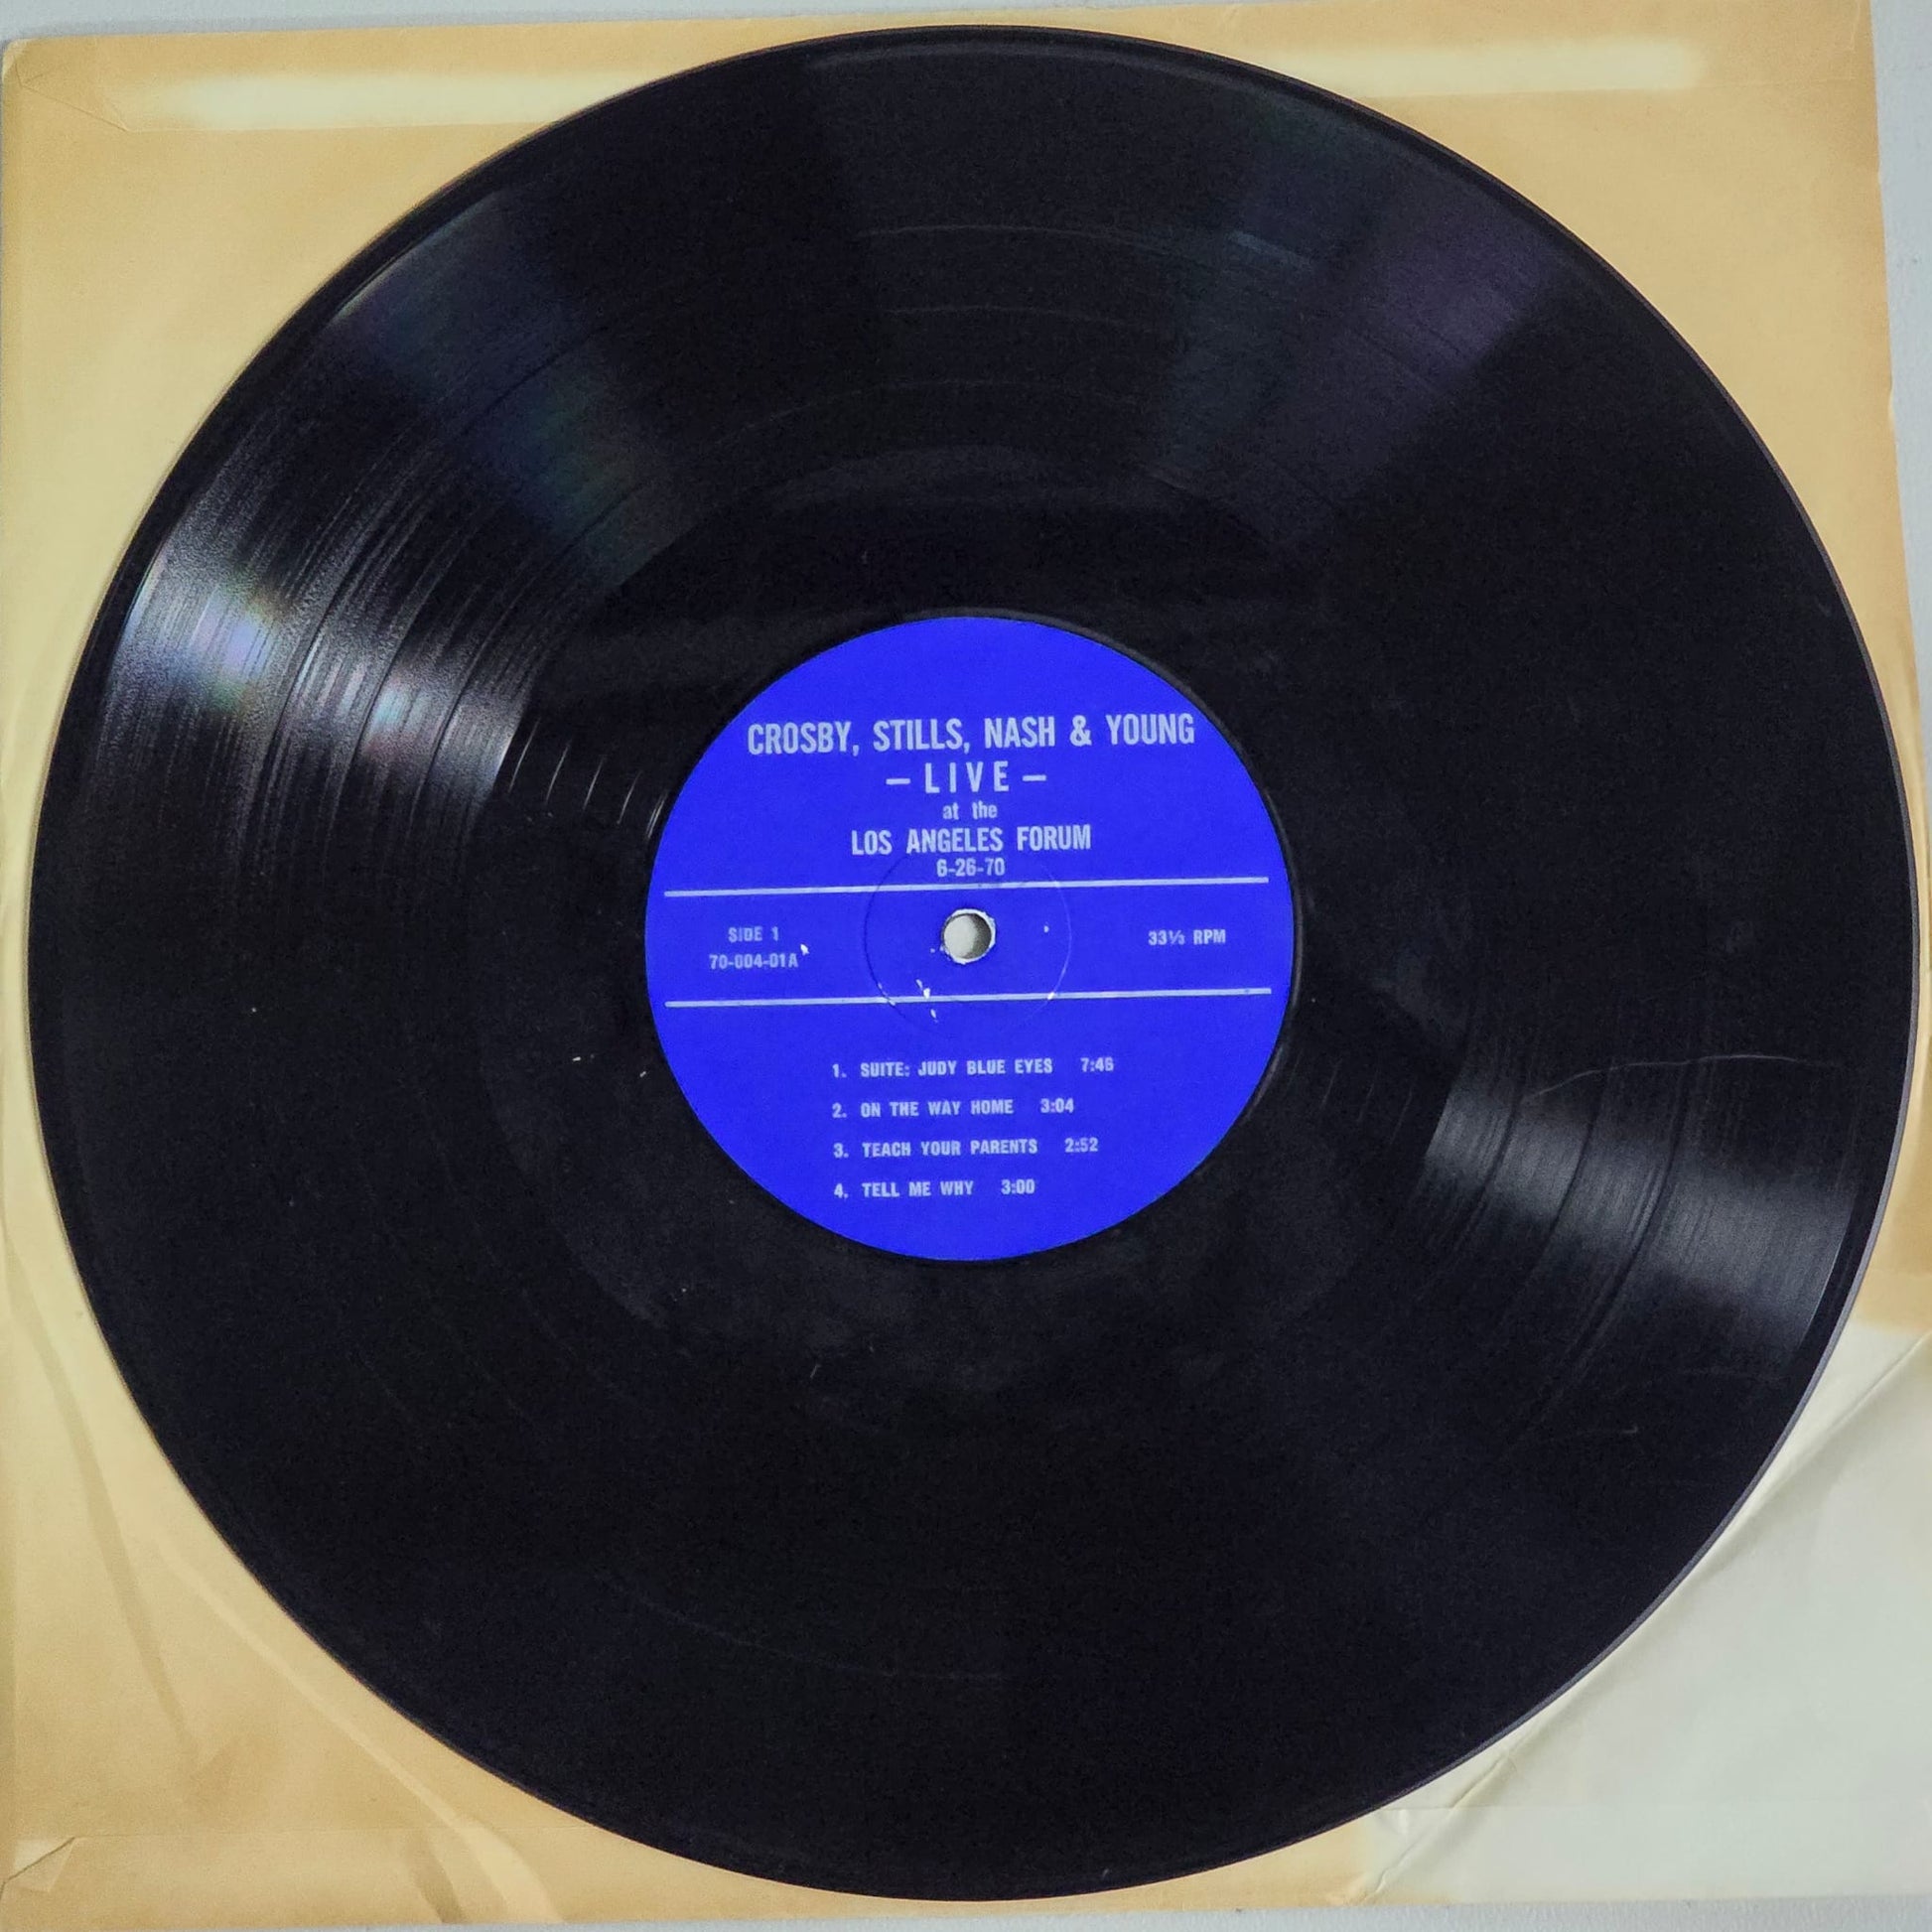 CROSBY, STILLS, NASH & YOUNG
– LIVE –
at the
LOS ANGELES FORUM
6-26-70
SIDE 1
70-004-01A
33⅓ RPM
1. SUITE: JUDY BLUE EYES 7:46
2. ON THE WAY HOME 3:04
3. TEACH YOUR PARENTS 2:52
4. TELL ME WHY 3:00